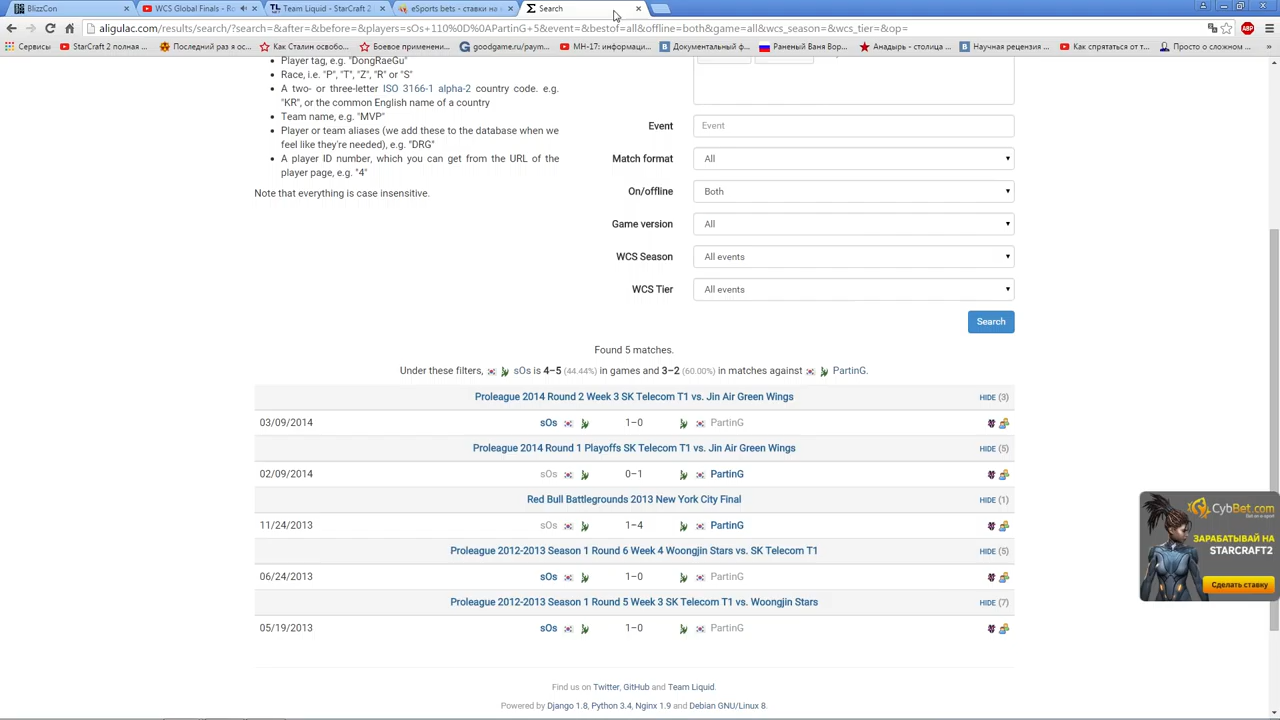 BlizzCon
WCS Global Finals - Ro
Team Liquid - StarCraft 2
eSports bets - ставки на
Search
aligulac.com/results/search/?search=&after=&before=&players=sOs+110%0D%0APartinG+5&event=&bestof=all&offline=both&game=all&wcs_season=&wcs_tier=&op=
Сервисы
StarCraft 2 полная ...
Последний раз я ос...
Как Сталин освобо...
Боевое применени...
goodgame.ru/paym...
МН-17: информаци...
Документальный ф...
Раненый Ваня Вор...
Анадырь - столица ...
Научная рецензия ...
Как спрятаться от г...
Просто о сложном ...
Player tag, e.g. "DongRaeGu"
Race, i.e. "P", "T", "Z", "R" or "S"
A two- or three-letter ISO 3166-1 alpha-2 country code. e.g.
"KR", or the common English name of a country
Team name, e.g. "MVP"
Player or team aliases (we add these to the database when we
feel like they're needed), e.g. "DRG"
A player ID number, which you can get from the URL of the
player page, e.g. "4"
Note that everything is case insensitive.
Event Event
Match format All
On/offline Both
Game version All
WCS Season All events
WCS Tier All events
Search
Found 5 matches.
Under these filters, sOs is 4–5 (44.44%) in games and 3–2 (60.00%) in matches against PartinG.
Proleague 2014 Round 2 Week 3 SK Telecom T1 vs. Jin Air Green Wings HIDE (3)
03/09/2014 sOs 1–0 PartinG
Proleague 2014 Round 1 Playoffs SK Telecom T1 vs. Jin Air Green Wings HIDE (5)
02/09/2014 sOs 0–1 PartinG
Red Bull Battlegrounds 2013 New York City Final HIDE (1)
11/24/2013 sOs 1–4 PartinG
Proleague 2012-2013 Season 1 Round 6 Week 4 Woongjin Stars vs. SK Telecom T1 HIDE (5)
06/24/2013 sOs 1–0 PartinG
Proleague 2012-2013 Season 1 Round 5 Week 3 SK Telecom T1 vs. Woongjin Stars HIDE (7)
05/19/2013 sOs 1–0 PartinG
CybBet.com
Bet on e-sport
ЗАРАБАТЫВАЙ НА
STARCRAFT2
Сделать ставку
Find us on Twitter, GitHub and Team Liquid.
Powered by Django 1.8, Python 3.4, Nginx 1.9 and Debian GNU/Linux 8.